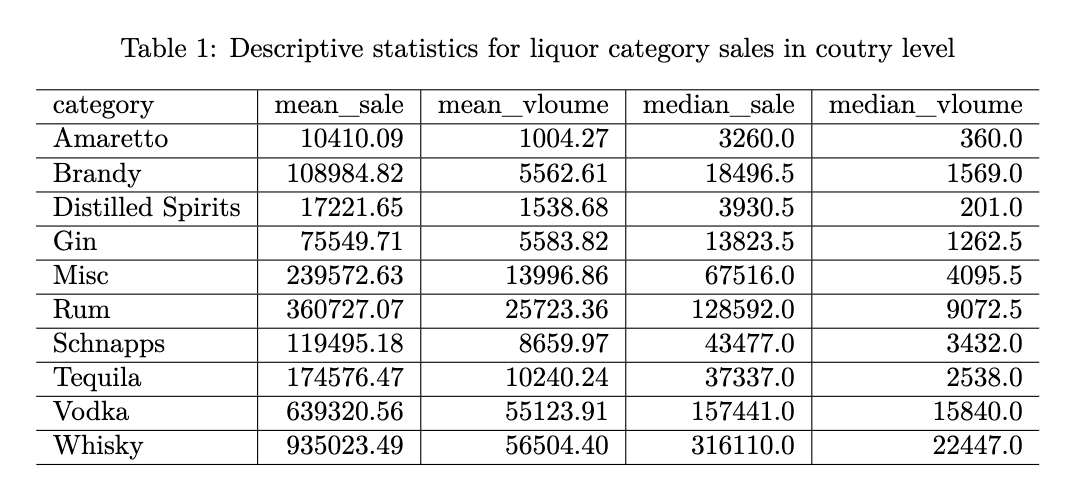 Table 1: Descriptive statistics for liquor category sales in coutry level
category mean_sale mean_vloume median_sale median_vloume
Amaretto 10410.09 1004.27 3260.0 360.0
Brandy 108984.82 5562.61 18496.5 1569.0
Distilled Spirits 17221.65 1538.68 3930.5 201.0
Gin 75549.71 5583.82 13823.5 1262.5
Misc 239572.63 13996.86 67516.0 4095.5
Rum 360727.07 25723.36 128592.0 9072.5
Schnapps 119495.18 8659.97 43477.0 3432.0
Tequila 174576.47 10240.24 37337.0 2538.0
Vodka 639320.56 55123.91 157441.0 15840.0
Whisky 935023.49 56504.40 316110.0 22447.0